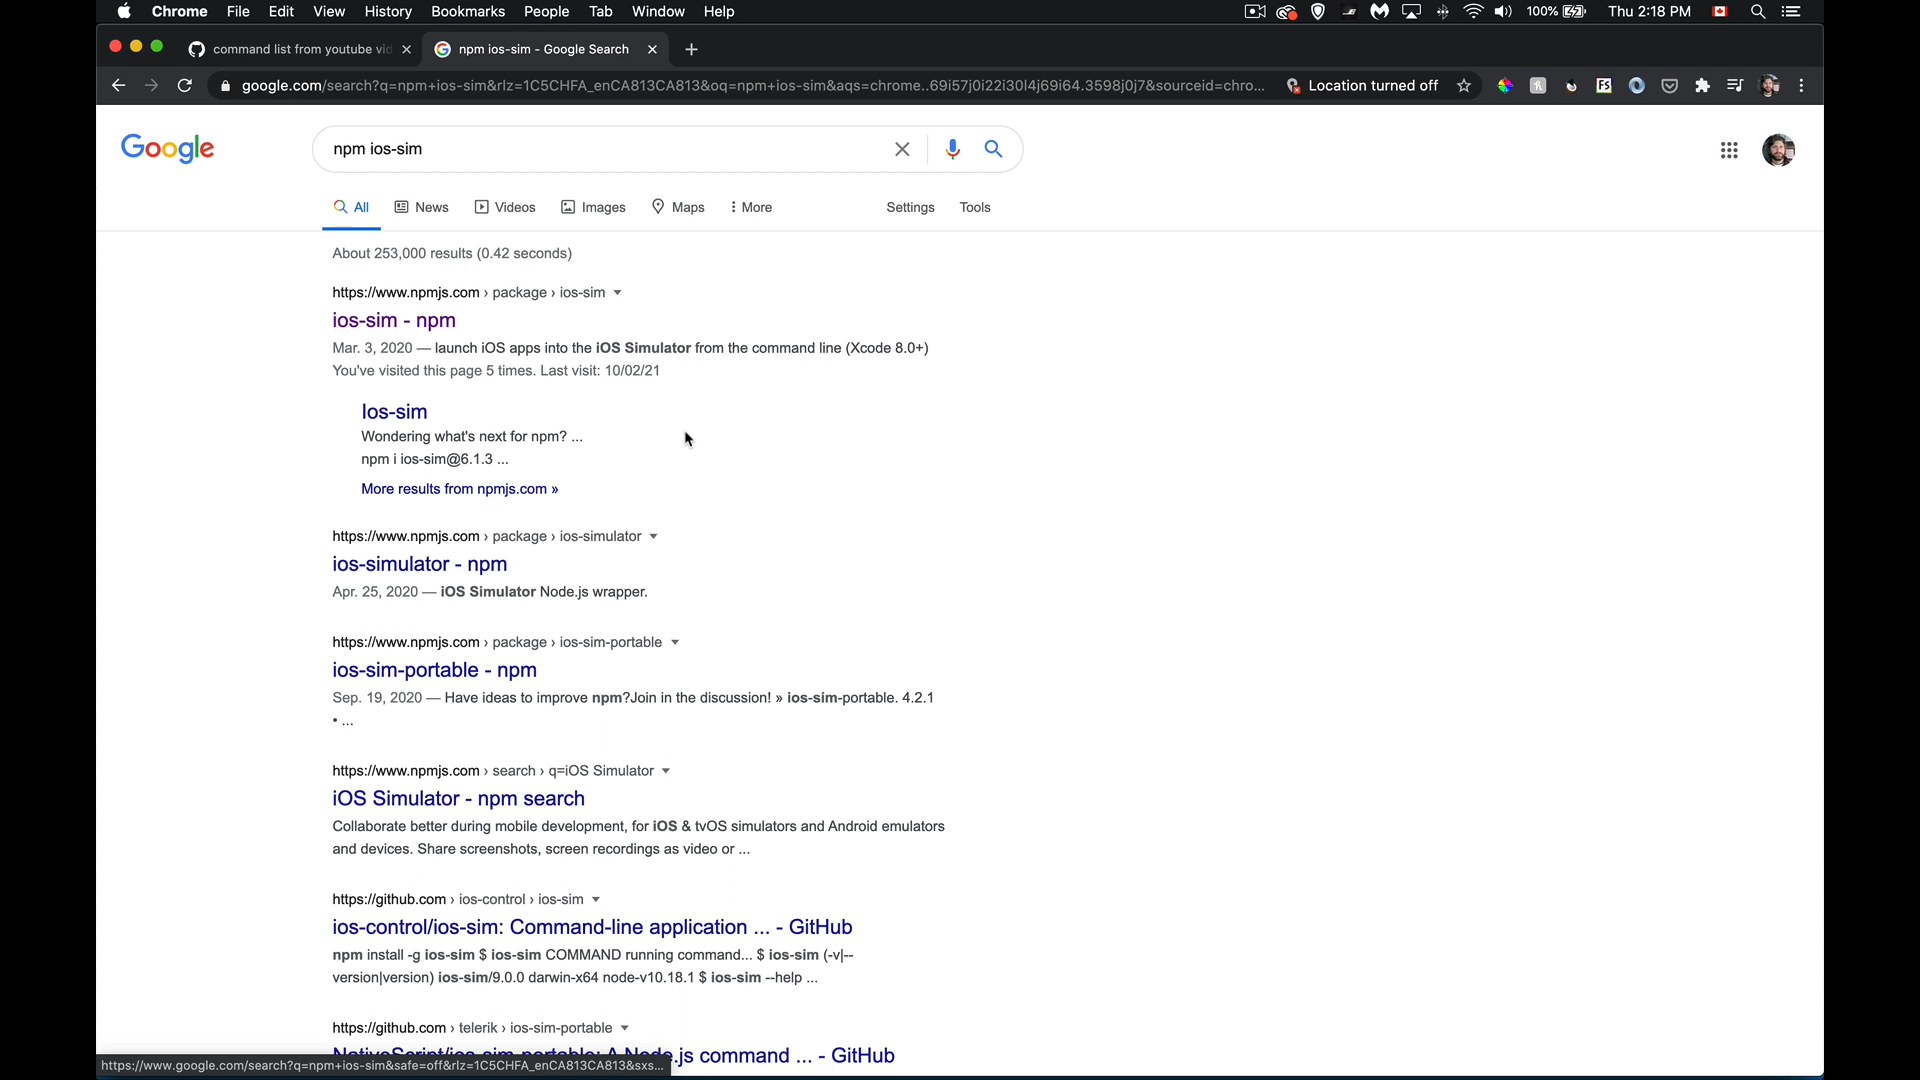 Chrome File Edit View History Bookmarks People Tab Window Help 100% Thu 2:18 PM
command list from youtube vid npm ios-sim - Google Search
google.com/search?q=npm+ios-sim&rlz=1C5CHFA_enCA813CA813&oq=npm+ios-sim&aqs=chrome..69i57j0i22i30l4j69i64.3598j0j7&sourceid=chro... Location turned off
Google
npm ios-sim
All News Videos Images Maps More Settings Tools
About 253,000 results (0.42 seconds)
https://www.npmjs.com › package › ios-sim
ios-sim - npm
Mar. 3, 2020 — launch iOS apps into the iOS Simulator from the command line (Xcode 8.0+)
You've visited this page 5 times. Last visit: 10/02/21
Ios-sim
Wondering what's next for npm? ...
npm i ios-sim@6.1.3 ...
More results from npmjs.com »
https://www.npmjs.com › package › ios-simulator
ios-simulator - npm
Apr. 25, 2020 — iOS Simulator Node.js wrapper.
https://www.npmjs.com › package › ios-sim-portable
ios-sim-portable - npm
Sep. 19, 2020 — Have ideas to improve npm?Join in the discussion! » ios-sim-portable. 4.2.1
• ...
https://www.npmjs.com › search › q=iOS Simulator
iOS Simulator - npm search
Collaborate better during mobile development, for iOS & tvOS simulators and Android emulators
and devices. Share screenshots, screen recordings as video or ...
https://github.com › ios-control › ios-sim
ios-control/ios-sim: Command-line application ... - GitHub
npm install -g ios-sim $ ios-sim COMMAND running command... $ ios-sim (-v|--
version|version) ios-sim/9.0.0 darwin-x64 node-v10.18.1 $ ios-sim --help ...
https://github.com › telerik › ios-sim-portable
NativeScript/ios-sim-portable: A Node.js command ... - GitHub
https://www.google.com/search?q=npm+ios-sim&safe=off&rlz=1C5CHFA_enCA813CA813&sxs...